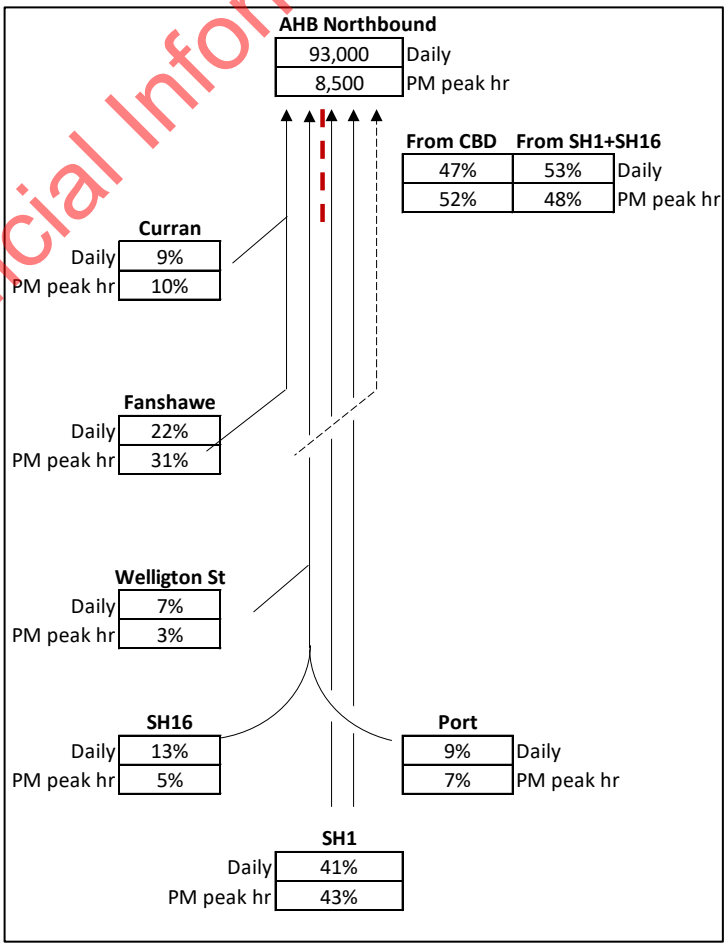 AHB Northbound
93,000 Daily
8,500 PM peak hr
From CBD From SH1+SH16
47% 53% Daily
52% 48% PM peak hr
Curran
Daily 9%
PM peak hr 10%
Fanshawe
Daily 22%
PM peak hr 31%
Welligton St
Daily 7%
PM peak hr 3%
SH16
Daily 13%
PM peak hr 5%
Port
9% Daily
7% PM peak hr
SH1
Daily 41%
PM peak hr 43%